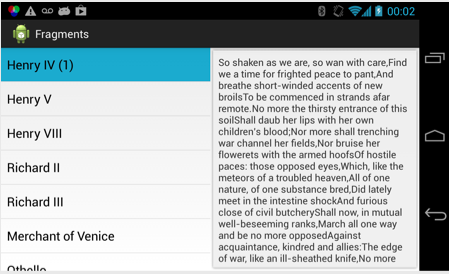 00:02
Fragments
Henry IV (1)
Henry V
Henry VIII
Richard II
Richard III
Merchant of Venice
Othello
So shaken as we are, so wan with care,Find
we a time for frighted peace to pant,And
breathe short-winded accents of new
broilsTo be commenced in strands afar
remote.No more the thirsty entrance of this
soilShall daub her lips with her own
children's blood;Nor more shall trenching
war channel her fields,Nor bruise her
flowerets with the armed hoofsOf hostile
paces: those opposed eyes,Which, like the
meteors of a troubled heaven,All of one
nature, of one substance bred,Did lately
meet in the intestine shockAnd furious
close of civil butcheryShall now, in mutual
well-beseeming ranks,March all one way
and be no more opposedAgainst
acquaintance, kindred and allies:The edge
of war, like an ill-sheathed knife,No more